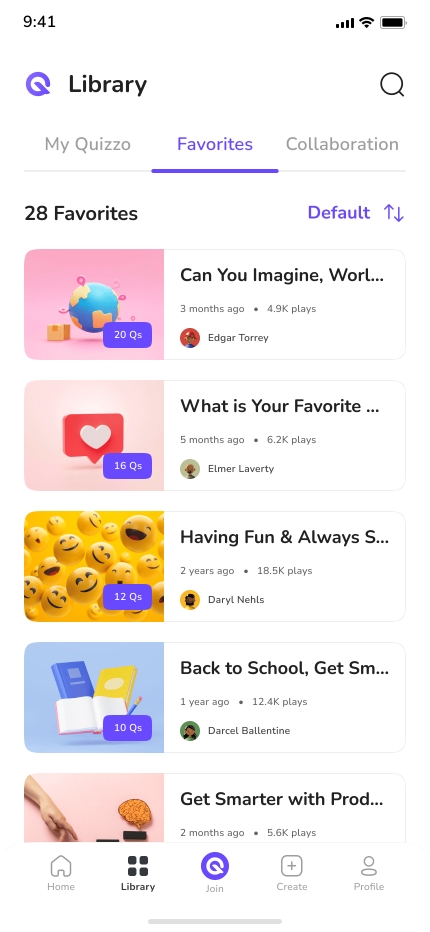 9:41
Library
My Quizzo
Favorites
Collaboration
28 Favorites
Default
20 Qs
Can You Imagine, Worl...
3 months ago • 4.9K plays
Edgar Torrey
16 Qs
What is Your Favorite ...
5 months ago • 6.2K plays
Elmer Laverty
12 Qs
Having Fun & Always S...
2 years ago • 18.5K plays
Daryl Nehls
10 Qs
Back to School, Get Sm...
1 year ago • 12.4K plays
Darcel Ballentine
Get Smarter with Prod...
2 months ago • 5.6K plays
Home
Library
Join
Create
Profile